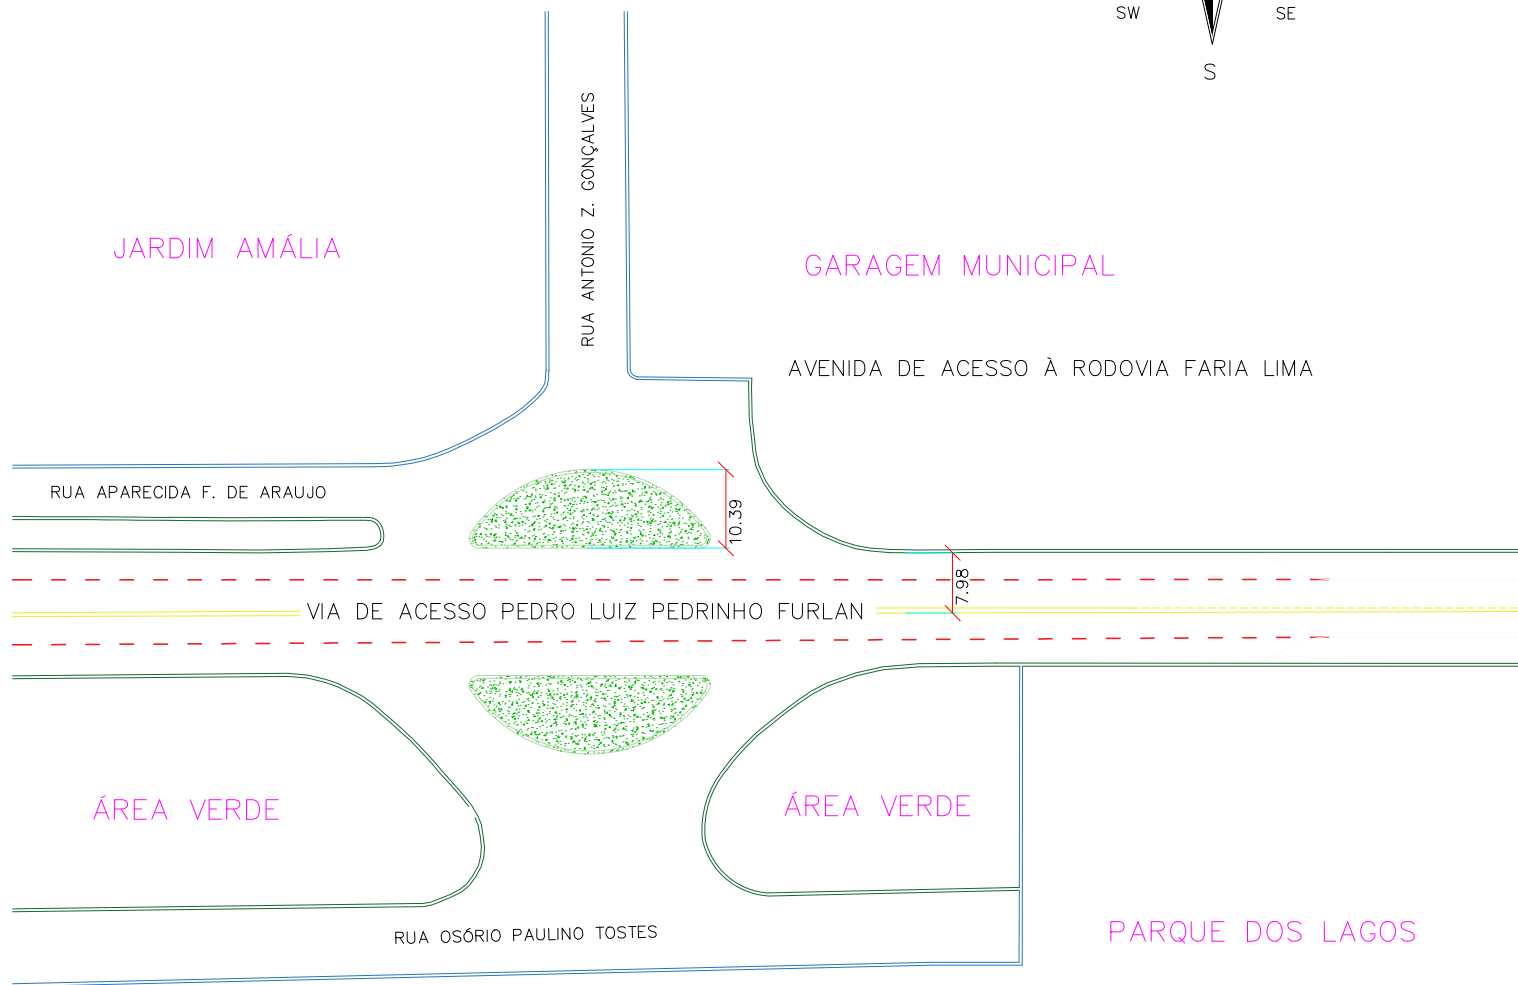 SW
SE
S
RUA ANTONIO Z. GONÇALVES
JARDIM AMÁLIA
GARAGEM MUNICIPAL
AVENIDA DE ACESSO À RODOVIA FARIA LIMA
RUA APARECIDA F. DE ARAUJO
10.39
7.98
VIA DE ACESSO PEDRO LUIZ PEDRINHO FURLAN
ÁREA VERDE
ÁREA VERDE
RUA OSÓRIO PAULINO TOSTES
PARQUE DOS LAGOS